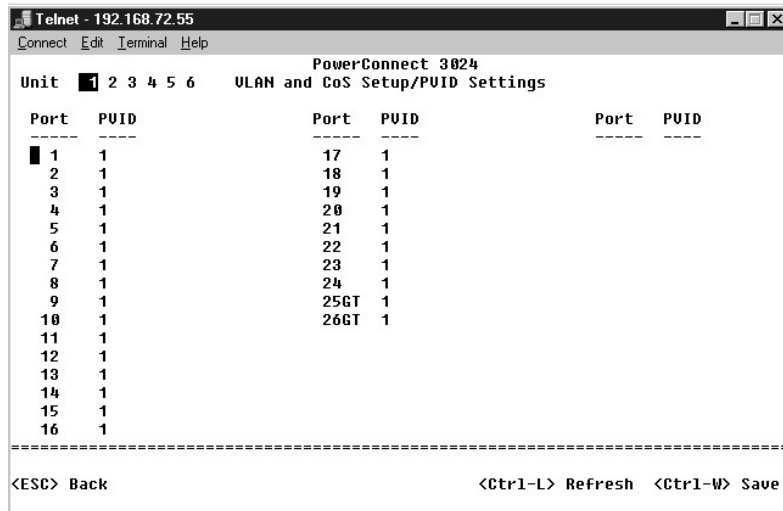 Telnet - 192.168.72.55
Connect Edit Terminal Help
PowerConnect 3024
Unit 1 2 3 4 5 6 VLAN and CoS Setup/PVID Settings
Port PVID Port PVID Port PVID
----- ---- ----- ---- ----- ----
1 1 17 1
2 1 18 1
3 1 19 1
4 1 20 1
5 1 21 1
6 1 22 1
7 1 23 1
8 1 24 1
9 1 25GT 1
10 1 26GT 1
11 1
12 1
13 1
14 1
15 1
16 1
================================================================================
<ESC> Back <Ctrl-L> Refresh <Ctrl-W> Save